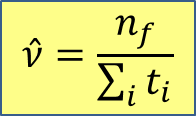 ν̂ = n_f / ∑_i t_i